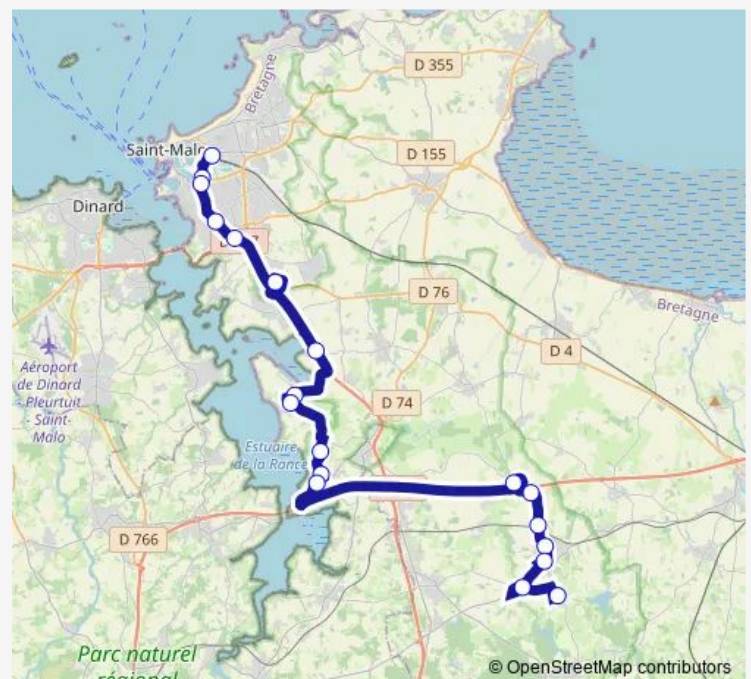 D 355
Bretagne
Saint-Malo
D 155
Dinard
D 76
Bretagne
Aéroport
de Dinard
- Pleurtuit
- Saint-
Malo
D 4
D 74
Estuaire
de la Rance
D 766
Parc naturel
régional
© OpenStreetMap contributors